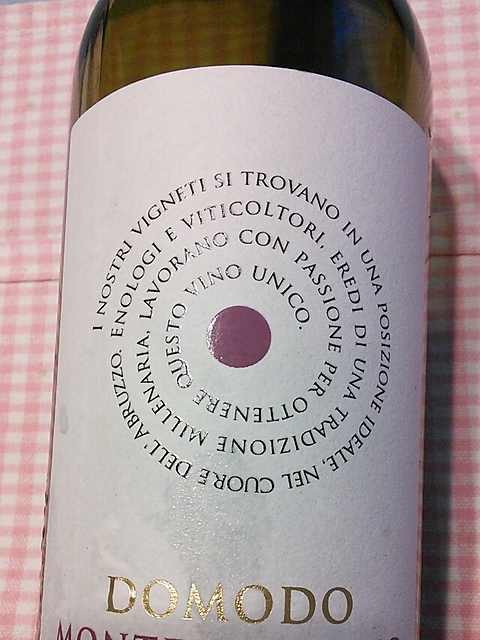 I NOSTRI VIGNETI SI TROVANO IN UNA POSIZIONE IDEALE, NEL CUORE DELL'ABRUZZO. ENOLOGI E VITICOLTORI, EREDI DI UNA TRADIZIONE MILLENARIA, LAVORANO CON PASSIONE PER OTTENERE QUESTO VINO UNICO.
DOMODO